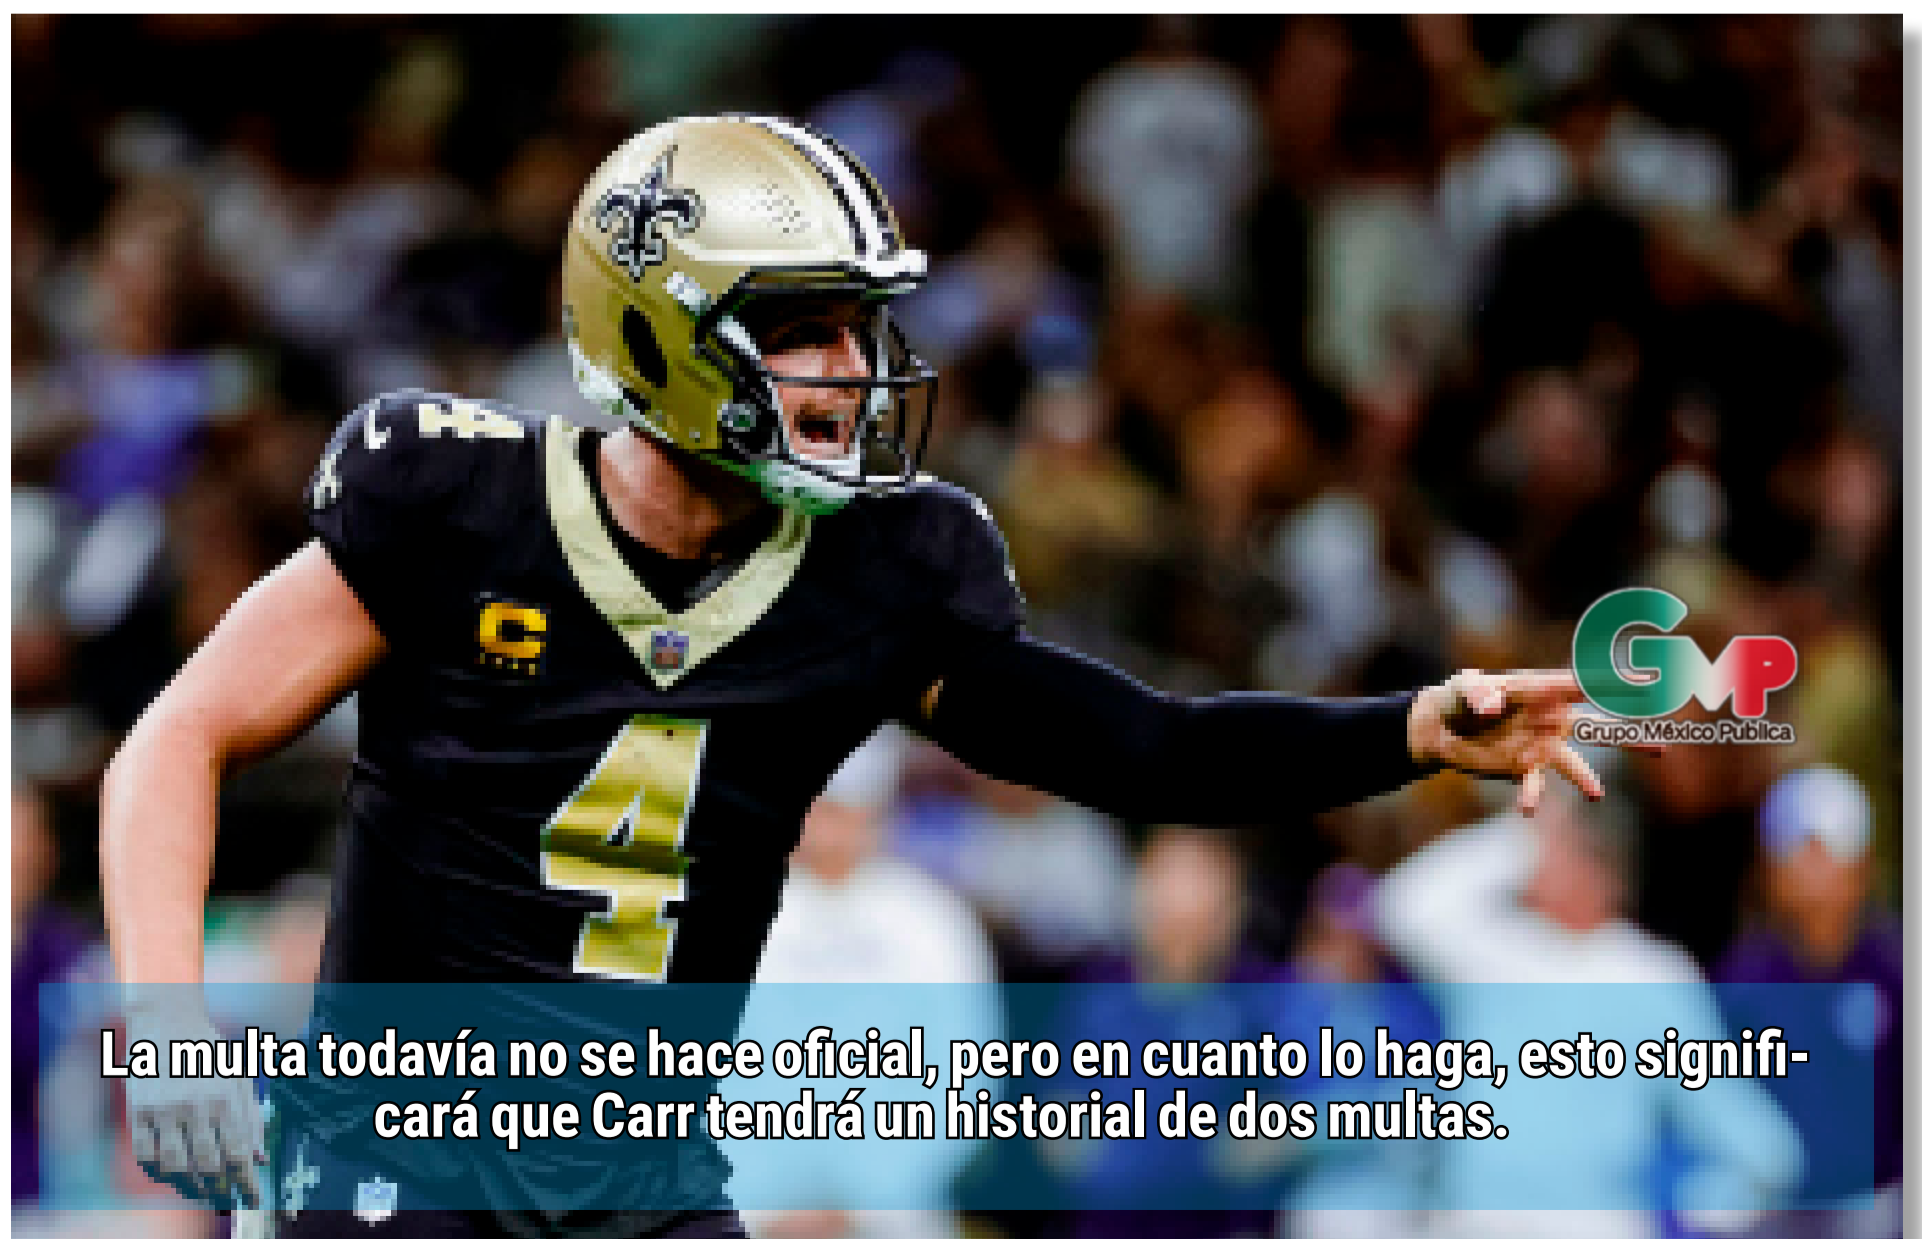 4
C
4
GMP
Grupo México Publica
La multa todavía no se hace oficial, pero en cuanto lo haga, esto signifi-
cará que Carr tendrá un historial de dos multas.